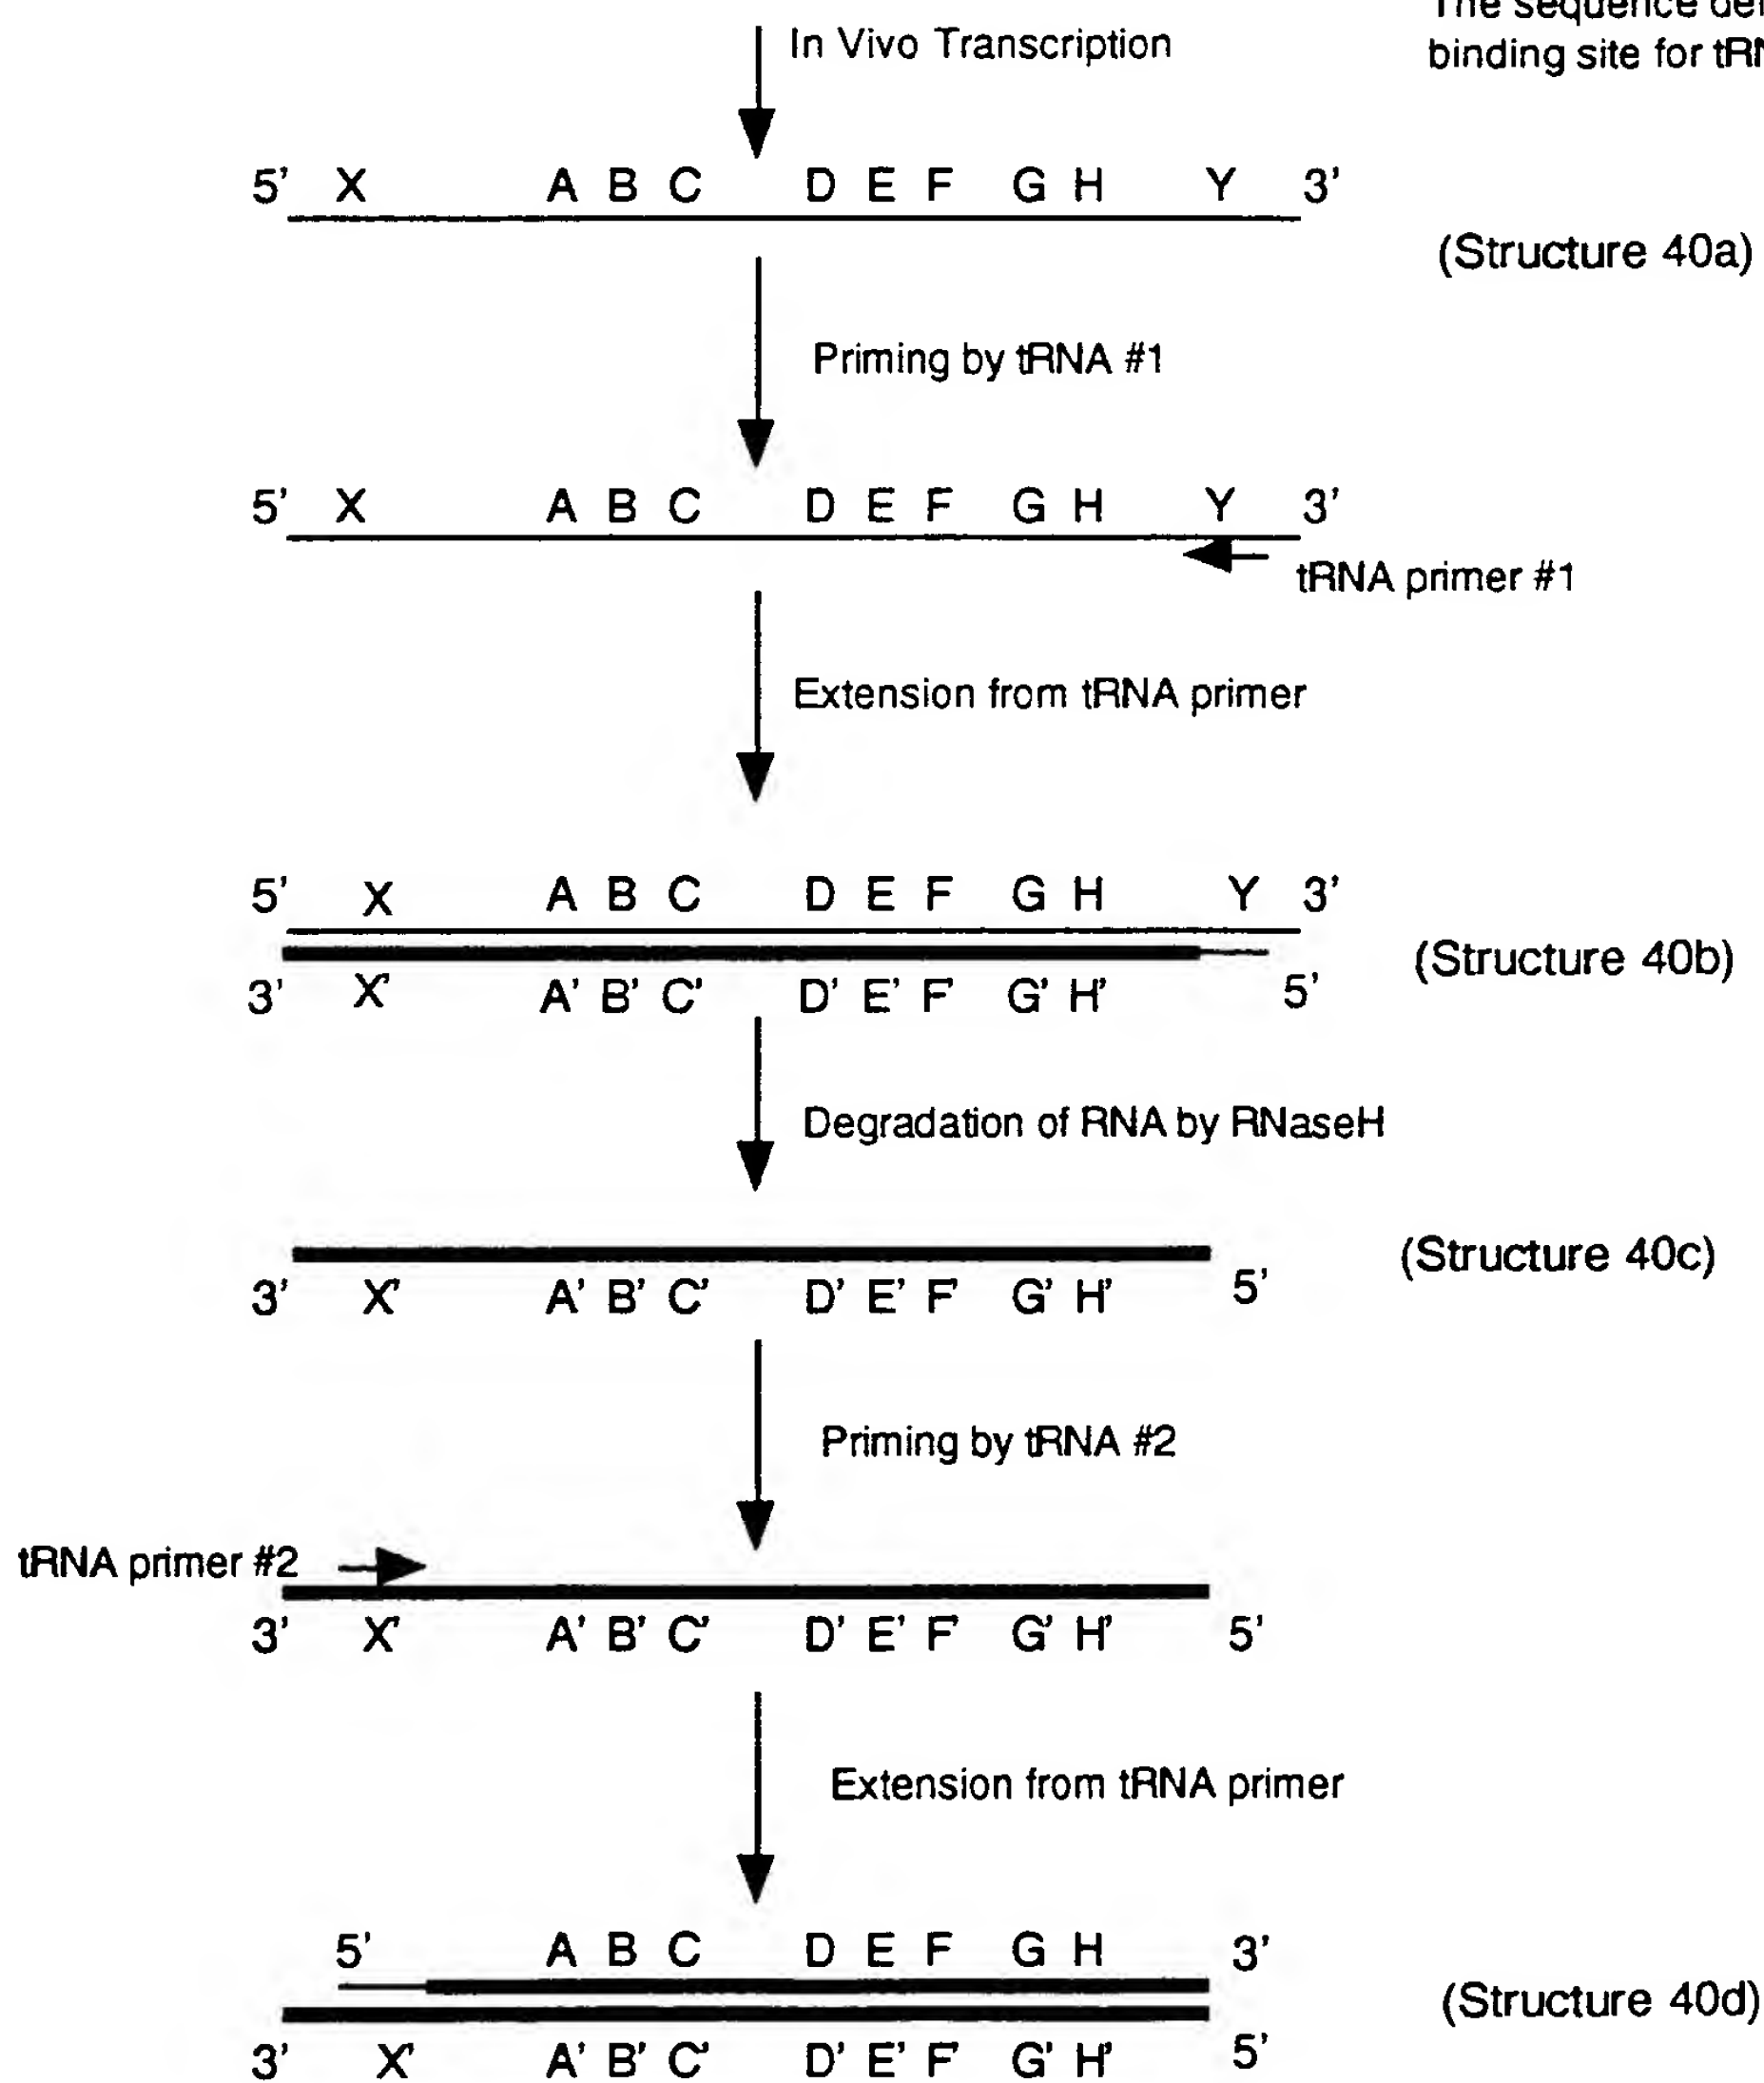 The sequence
binding site for
In Vivo Transcription
5' X A B C D E F G H Y 3'
(Structure 40a)
Priming by tRNA #1
5' X A B C D E F G H Y 3'
tRNA primer #1
Extension from tRNA primer
5' X A B C D E F G H Y 3'
(Structure 40b)
3' X' A' B' C' D' E' F' G' H' 5'
Degradation of RNA by RNaseH
(Structure 40c)
3' X' A' B' C' D' E' F' G' H' 5'
Priming by tRNA #2
tRNA primer #2
3' X' A' B' C' D' E' F' G' H' 5'
Extension from tRNA primer
5' A B C D E F G H 3'
(Structure 40d)
3' X' A' B' C' D' E' F' G' H' 5'